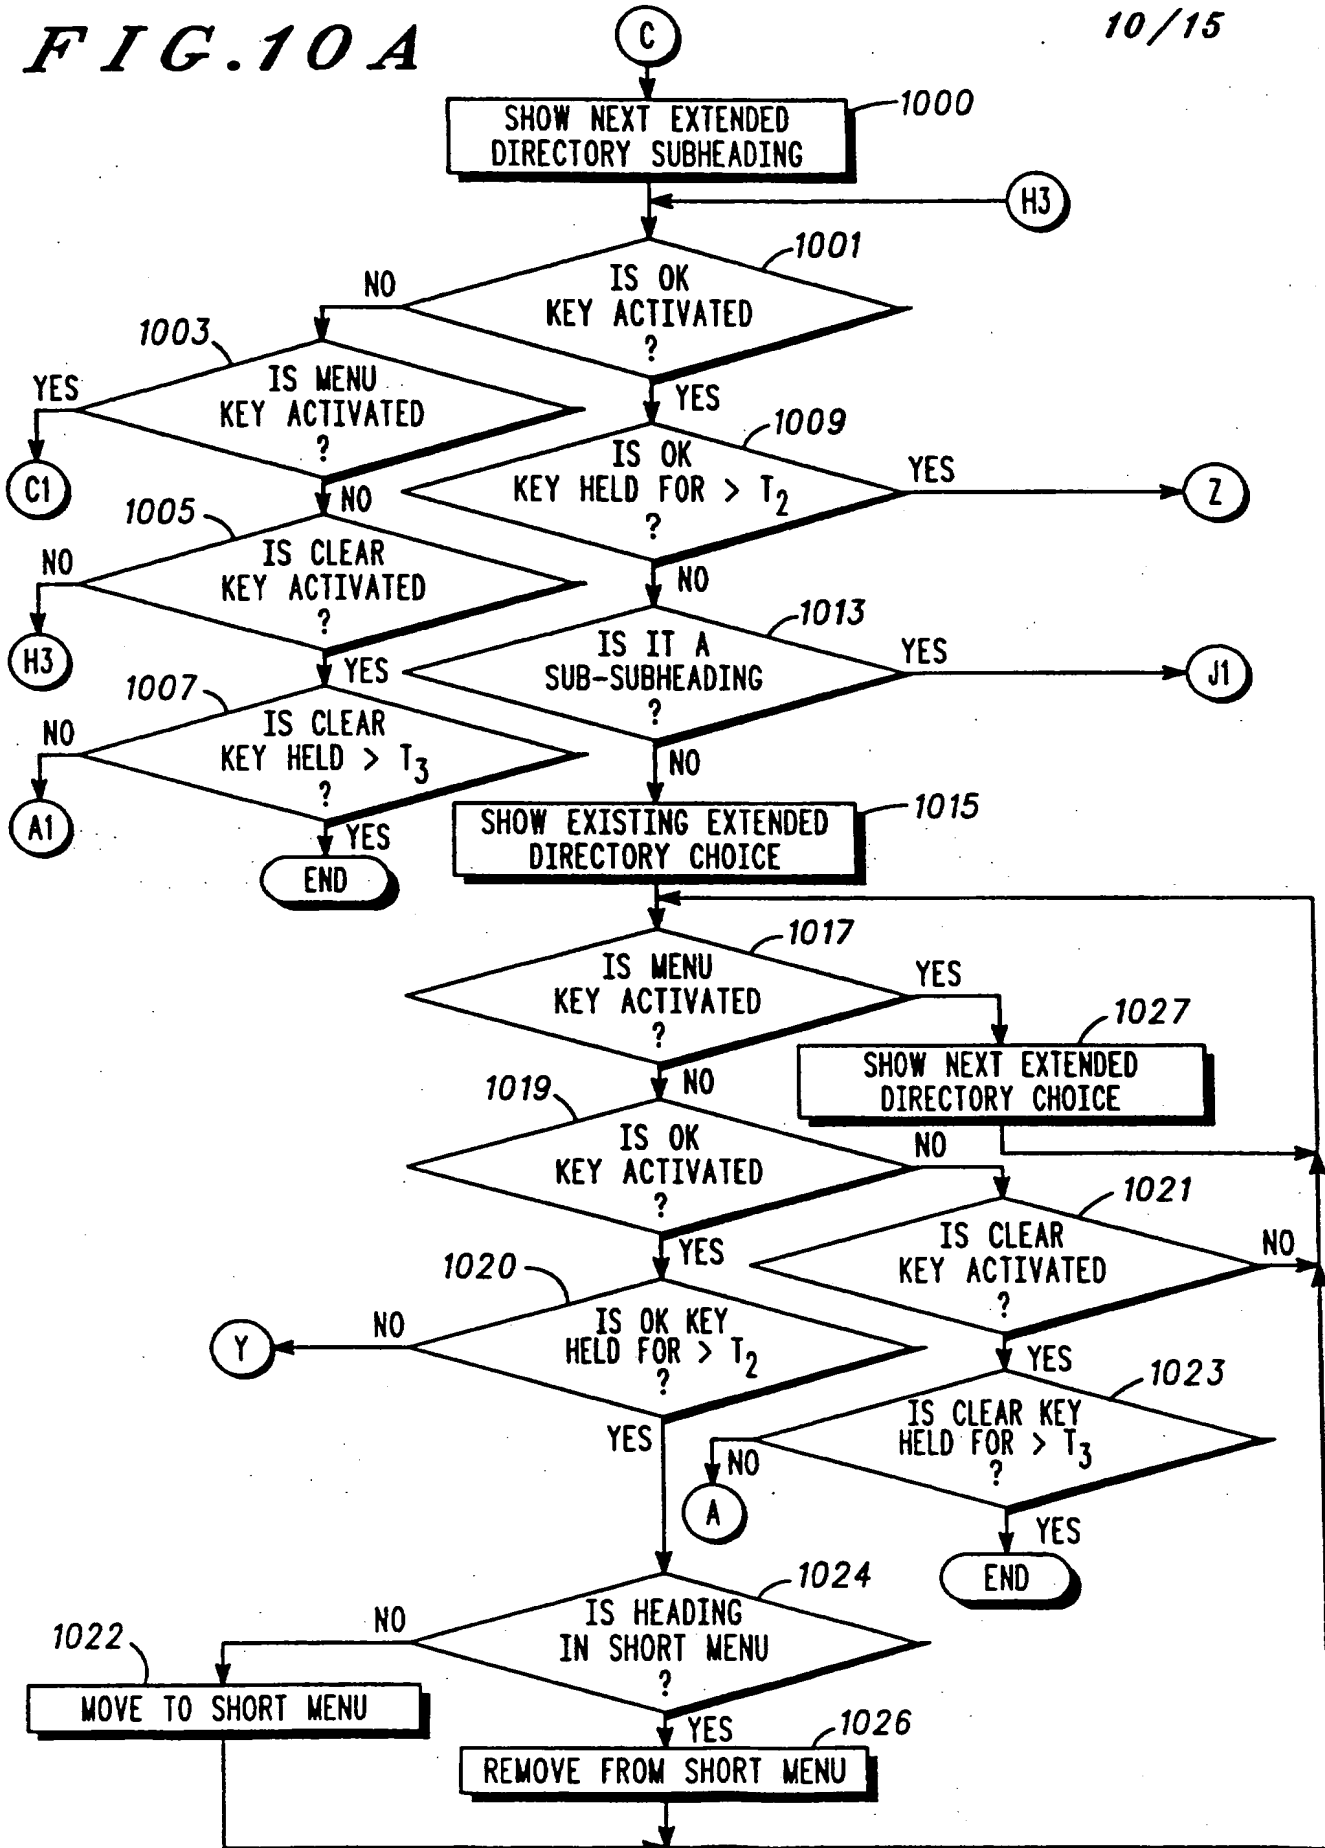 FIG.10A
10/15
C
SHOW NEXT EXTENDED
DIRECTORY SUBHEADING
1000
H3
1001
IS OK
KEY ACTIVATED
?
NO
YES
1003
IS MENU
KEY ACTIVATED
?
YES
NO
C1
1009
IS OK
KEY HELD FOR > T2
?
YES
NO
Z
1005
IS CLEAR
KEY ACTIVATED
?
NO
YES
H3
1013
IS IT A
SUB-SUBHEADING
?
YES
NO
J1
1007
IS CLEAR
KEY HELD > T3
?
NO
YES
A1
END
1015
SHOW EXISTING EXTENDED
DIRECTORY CHOICE
1017
IS MENU
KEY ACTIVATED
?
YES
NO
1027
SHOW NEXT EXTENDED
DIRECTORY CHOICE
1019
IS OK
KEY ACTIVATED
?
NO
YES
1021
IS CLEAR
KEY ACTIVATED
?
NO
YES
1020
IS OK KEY
HELD FOR > T2
?
NO
YES
Y
1023
IS CLEAR KEY
HELD FOR > T3
?
NO
YES
A
END
1024
IS HEADING
IN SHORT MENU
?
NO
YES
1022
MOVE TO SHORT MENU
1026
REMOVE FROM SHORT MENU